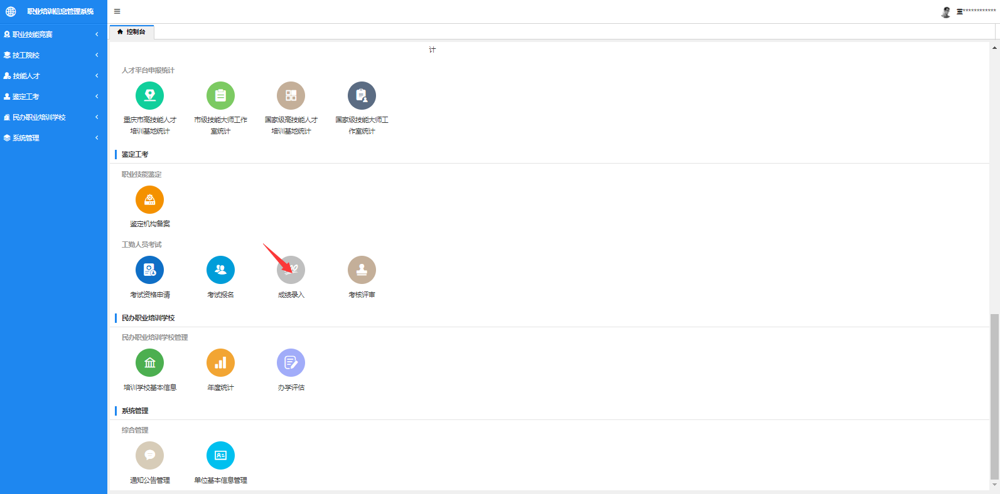 职业培训信息管理系统
************
职业技能竞赛
技工院校
技能人才
鉴定工考
民办职业培训学校
系统管理
控制台
计
人才平台申报统计
重庆市高技能人才
培训基地统计
市级技能大师工作
室统计
国家级高技能人才
培训基地统计
国家级技能大师工
作室统计
鉴定工考
职业技能鉴定
鉴定机构备案
工勤人员考试
考试资格申请
考试报名
成绩录入
考核评审
民办职业培训学校
民办职业培训学校管理
培训学校基本信息
年度统计
办学评估
系统管理
综合管理
通知公告管理
单位基本信息管理